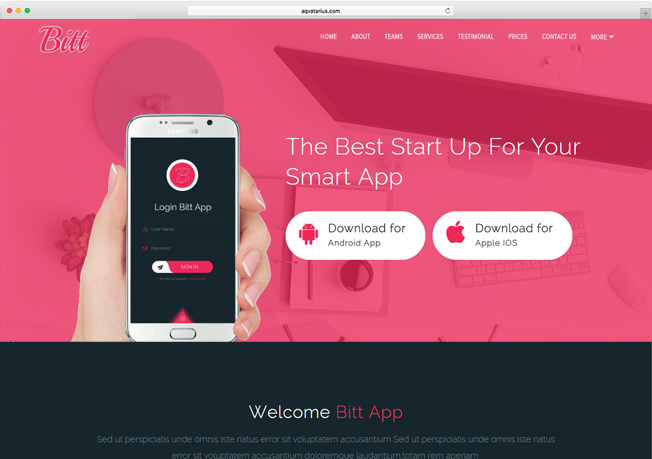 aqvatarius.com
Bitt
HOME ABOUT TEAMS SERVICES TESTIMONIAL PRICES CONTACT US MORE
SAMSUNG
The Best Start Up For Your
Smart App
Login Bitt App
User Name
Password
SIGN IN
Download for
Android App
Download for
Apple IOS
Welcome Bitt App
Sed ut perspiciatis unde omnis iste natus error sit voluptatem accusantium Sed ut perspiciatis unde omnis iste
natus error sit voluptatem accusantium doloremque laudantium,totam rem aperiam.